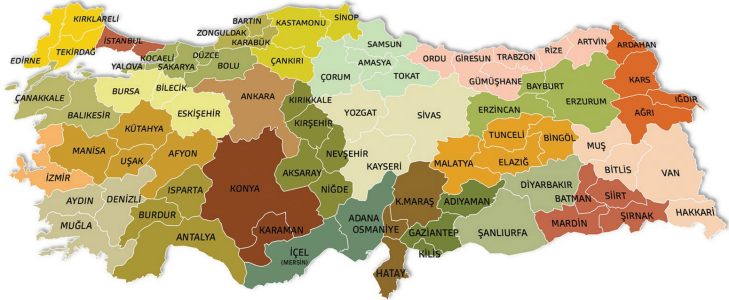 KIRKLARELİ
EDİRNE
TEKİRDAĞ
İSTANBUL
YALOVA
KOCAELİ
SAKARYA
DÜZCE
BOLU
ZONGULDAK
BARTIN
KARABÜK
KASTAMONU
SİNOP
ÇANKIRI
SAMSUN
AMASYA
ÇORUM
TOKAT
ORDU
GİRESUN
TRABZON
RİZE
ARTVİN
GÜMÜŞHANE
BAYBURT
ARDAHAN
KARS
IĞDIR
AĞRI
ERZURUM
ERZİNCAN
ÇANAKKALE
BALIKESİR
BURSA
BİLECİK
ESKİŞEHİR
KÜTAHYA
MANİSA
UŞAK
AFYON
İZMİR
AYDIN
DENİZLİ
MUĞLA
ISPARTA
BURDUR
ANTALYA
ANKARA
KIRIKKALE
KIRŞEHİR
NEVŞEHİR
AKSARAY
NİĞDE
KONYA
KARAMAN
YOZGAT
SİVAS
KAYSERİ
İÇEL
(MERSİN)
ADANA
OSMANİYE
K.MARAŞ
HATAY
ADIYAMAN
GAZİANTEP
KİLİS
ŞANLIURFA
DİYARBAKIR
MALATYA
ELAZIĞ
TUNCELİ
BİNGÖL
MUŞ
BİTLİS
VAN
HAKKARİ
BATMAN
SİİRT
ŞIRNAK
MARDİN